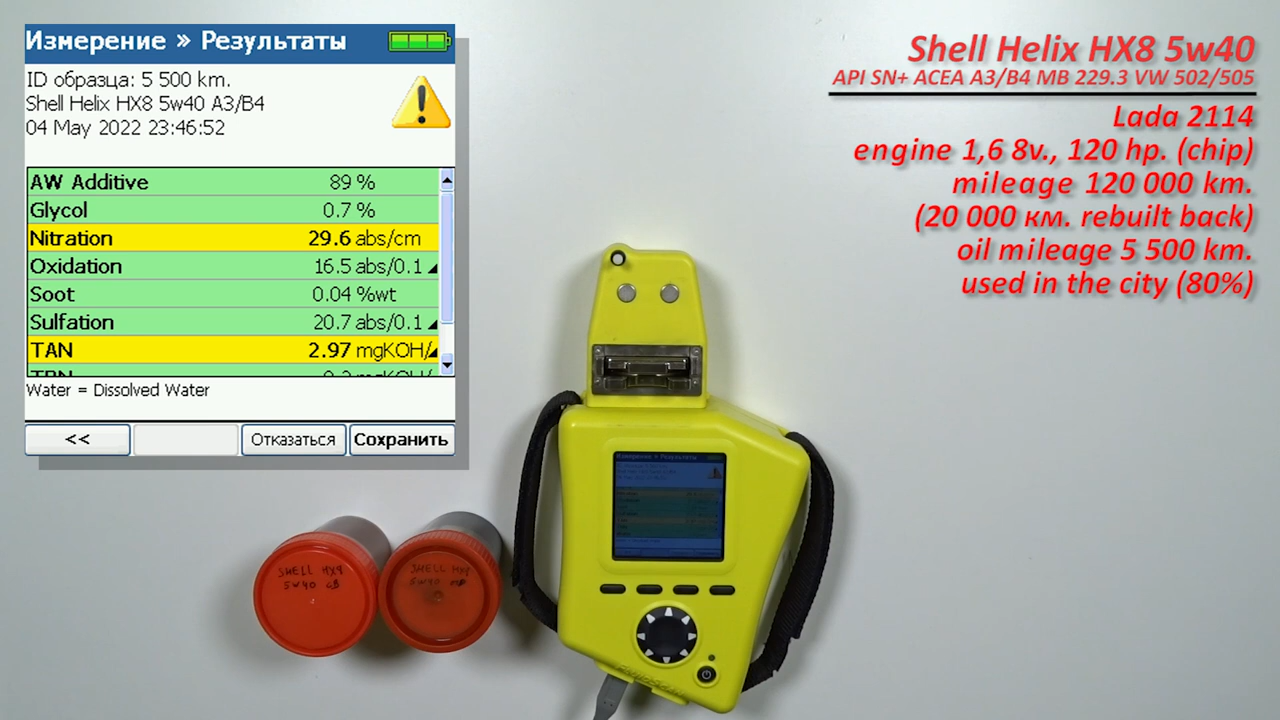 Измерение » Результаты
ID образца: 5 500 km.
Shell Helix HX8 5w40 A3/B4
04 May 2022 23:46:52
AW Additive 89 %
Glycol 0.7 %
Nitration 29.6 abs/cm
Oxidation 16.5 abs/0.1
Soot 0.04 %wt
Sulfation 20.7 abs/0.1
TAN 2.97 mgKOH/
Water = Dissolved Water
<<
Отказаться
Сохранить
Shell Helix HX8 5w40
API SN+ ACEA A3/B4 MB 229.3 VW 502/505
Lada 2114
engine 1,6 8v., 120 hp. (chip)
mileage 120 000 km.
(20 000 км. rebuilt back)
oil mileage 5 500 km.
used in the city (80%)
SHELL
5w40
SHELL
5w40
Измерение » Результаты